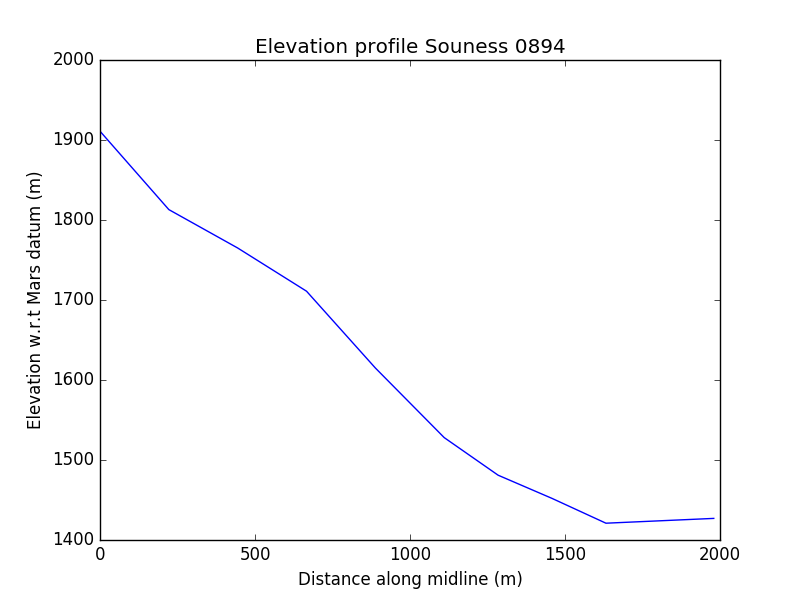 Elevation profile Souness 0894
2000
1900
1800
1700
1600
1500
1400
Elevation w.r.t Mars datum (m)
0 500 1000 1500 2000
Distance along midline (m)